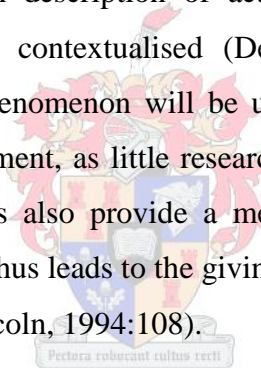 description of
contextualised (De
enomenon will be u
ment, as little researc
s also provide a me
hus leads to the givin
coln, 1994:108).
Pectora roborant cultus recti